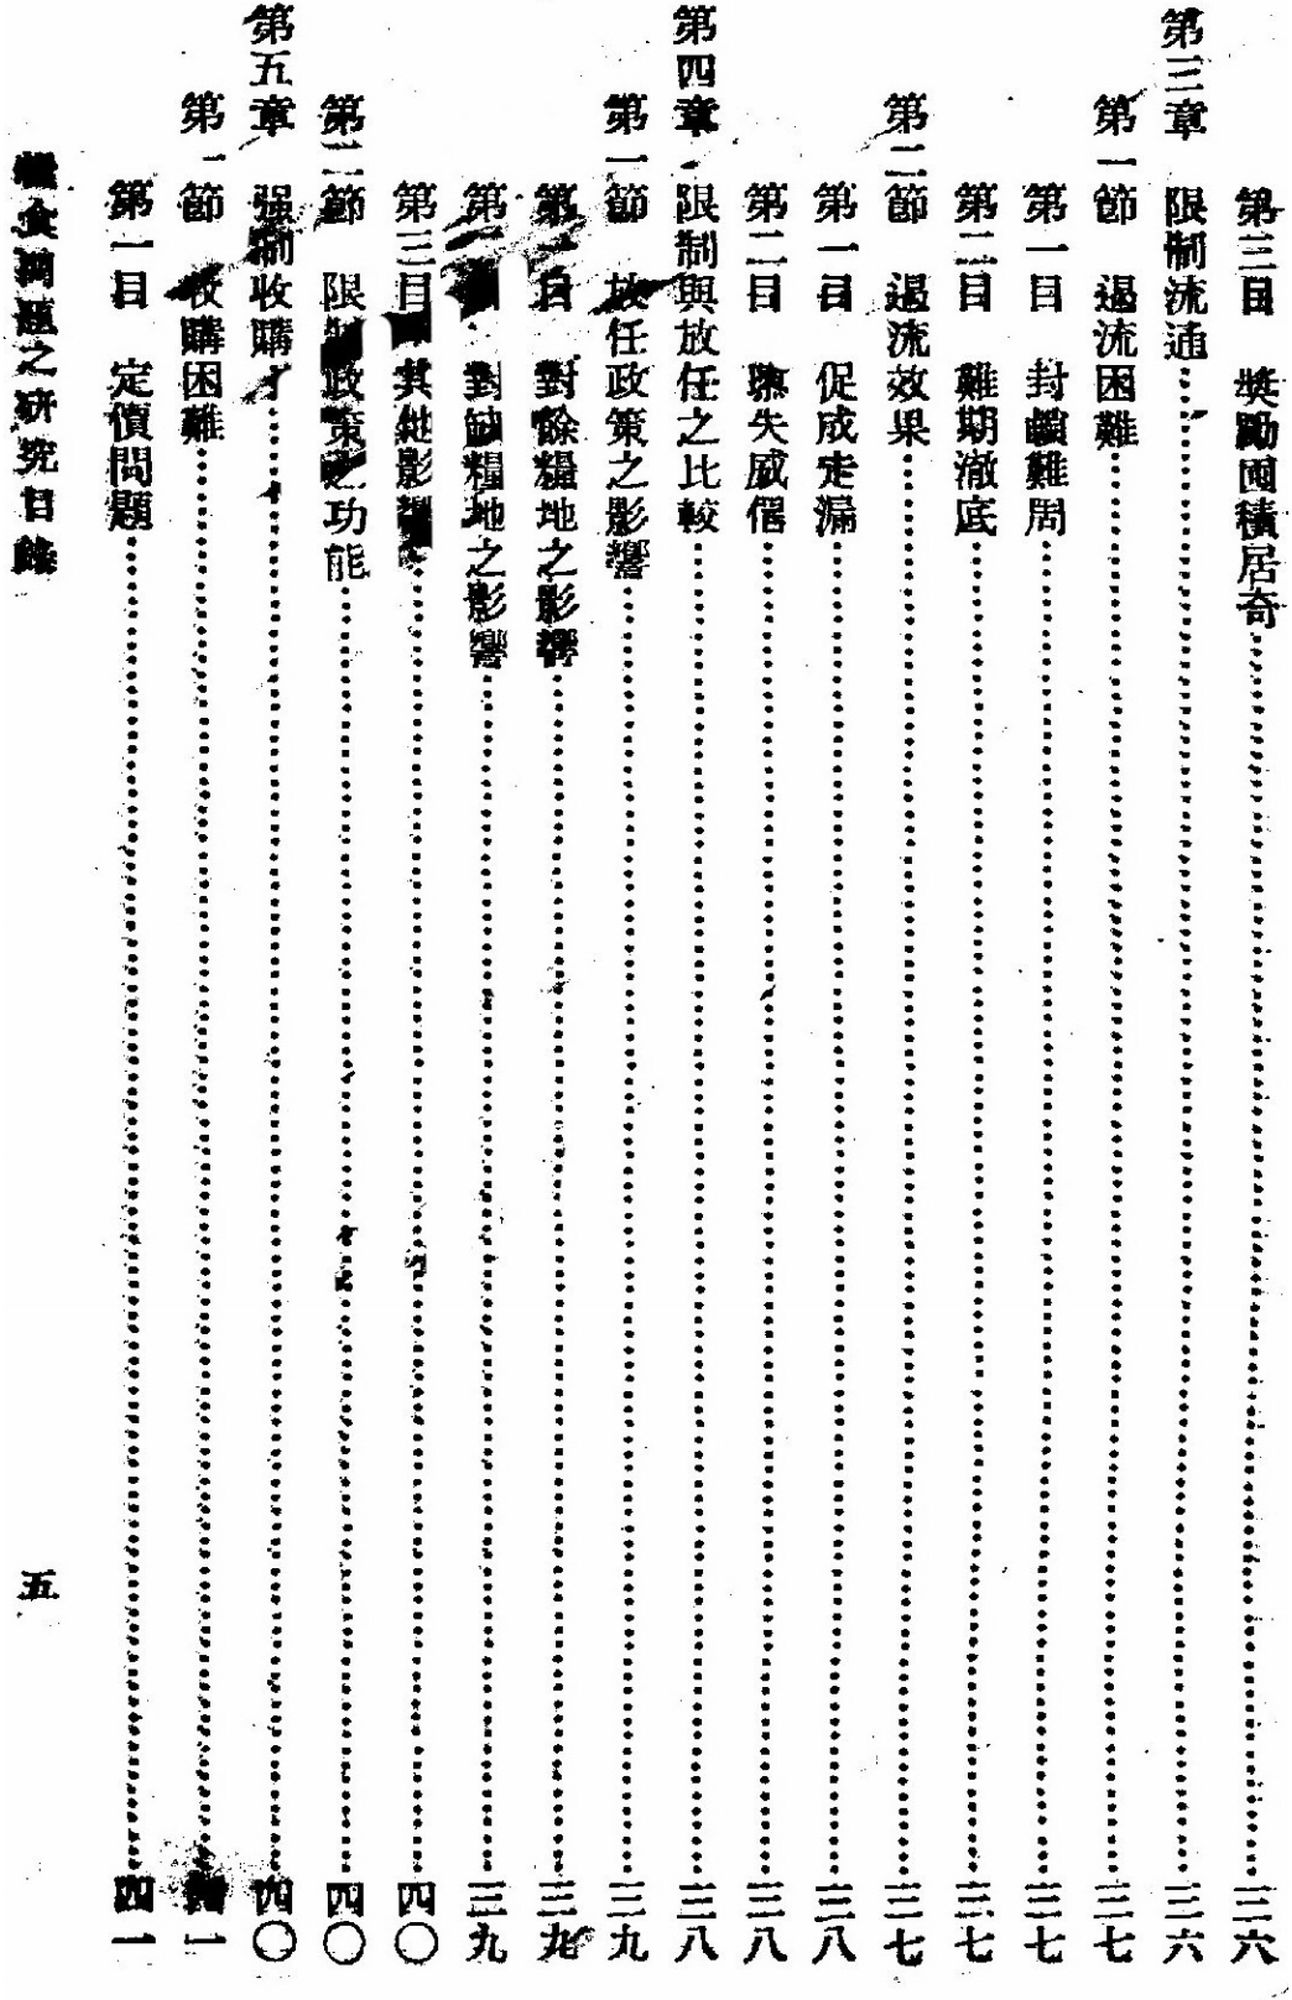 第三目 獎勵囤積居奇……三六
第三章 限制流通……三六
第一節 遏流困難……三七
第一目 封鎖難周……三七
第二目 難期澈底……三七
第二節 遏流效果……三七
第一目 促成走漏……三八
第二目 隳失威信……三八
第四章 限制與放任之比較……三八
第一節 放任政策之影響……三九
第一目 對餘糧地之影響……三九
第二目 對缺糧地之影響……三九
第三目 其他影響……四〇
第二節 限制政策之功能……四〇
第五章 强制收購……四〇
第一節 收購困難……四一
第一目 定價問題……四一
糧食問題之研究目錄 五